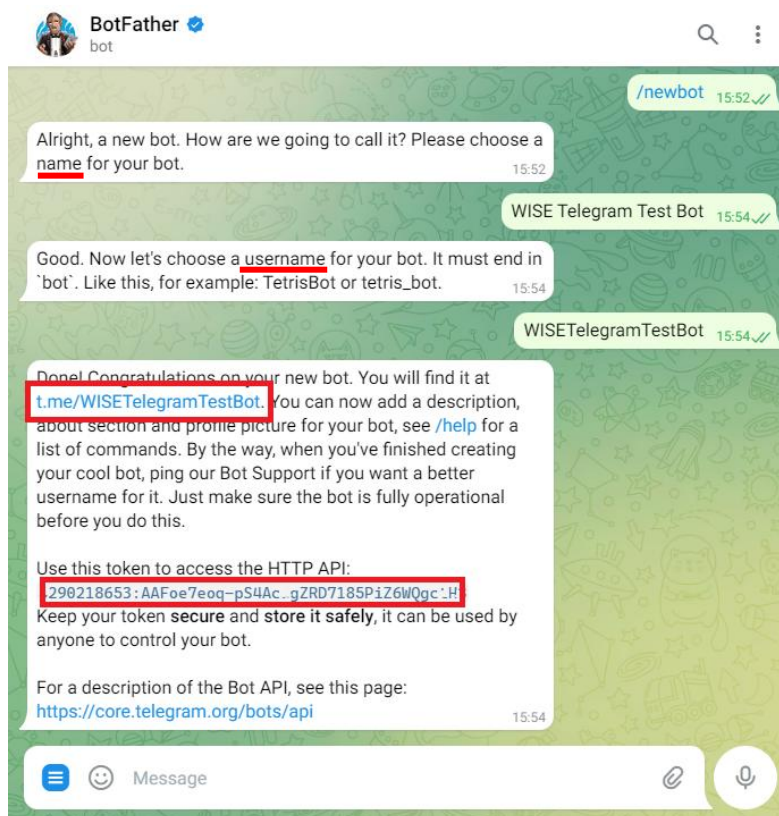 BotFather
bot
/newbot 15:52
Alright, a new bot. How are we going to call it? Please choose a
name for your bot. 15:52
WISE Telegram Test Bot 15:54
Good. Now let's choose a username for your bot. It must end in
`bot`. Like this, for example: TetrisBot or tetris_bot. 15:54
WISETelegramTestBot 15:54
Done! Congratulations on your new bot. You will find it at
t.me/WISETelegramTestBot. You can now add a description,
about section and profile picture for your bot, see /help for a
list of commands. By the way, when you've finished creating
your cool bot, ping our Bot Support if you want a better
username for it. Just make sure the bot is fully operational
before you do this.
Use this token to access the HTTP API:
Keep your token secure and store it safely, it can be used by
anyone to control your bot.
For a description of the Bot API, see this page:
https://core.telegram.org/bots/api 15:54
Message